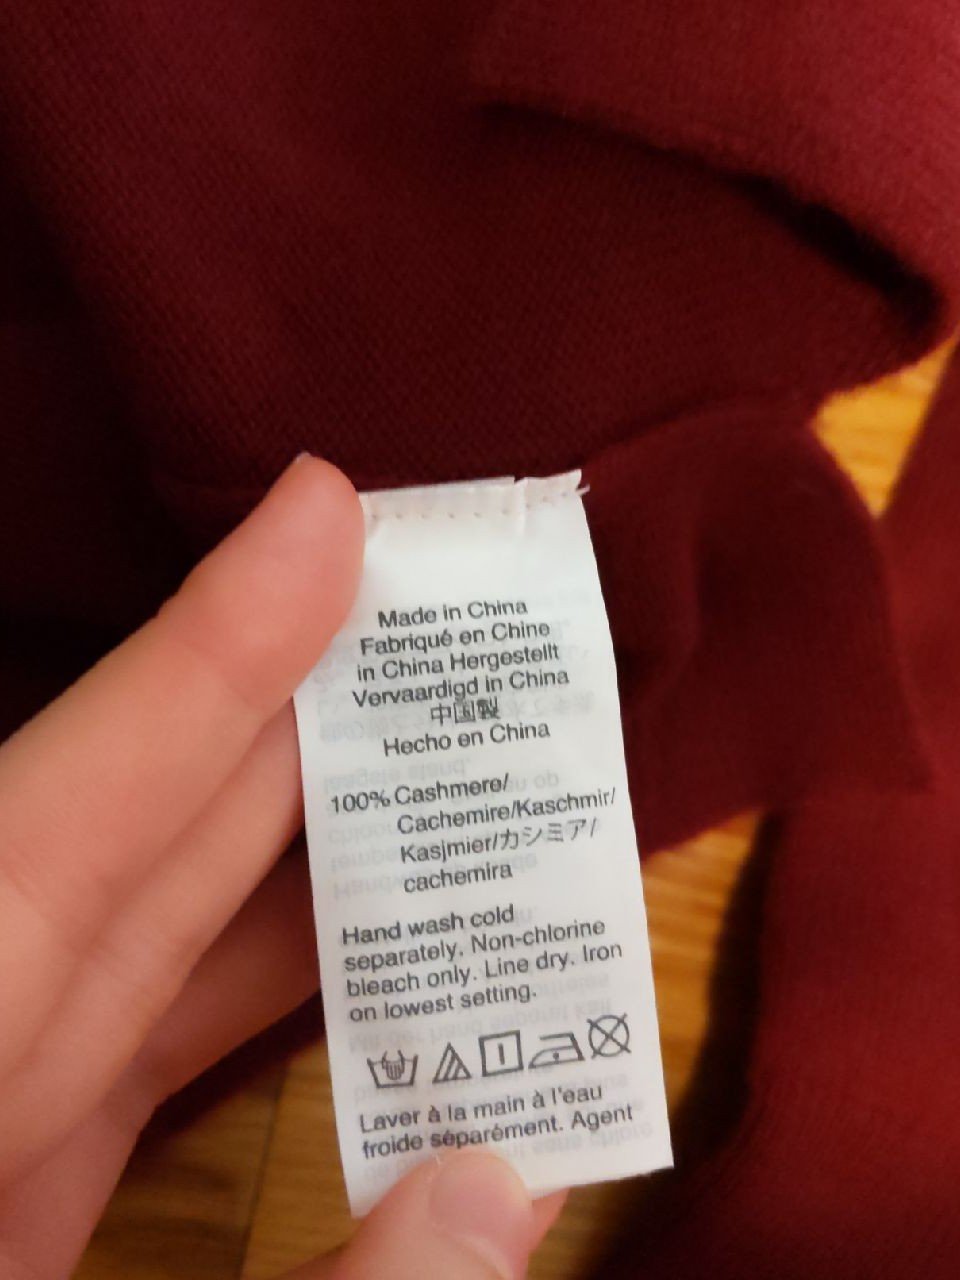 Made in China
Fabriqué en Chine
in China Hergestellt
Vervaardigd in China
中国製
Hecho en China
100% Cashmere/
Cachemire/Kaschmir/
Kasjmier/カシミア/
cachemira
Hand wash cold
separately. Non-chlorine
bleach only. Line dry. Iron
on lowest setting.
Laver à la main à l'eau
froide séparément. Agent